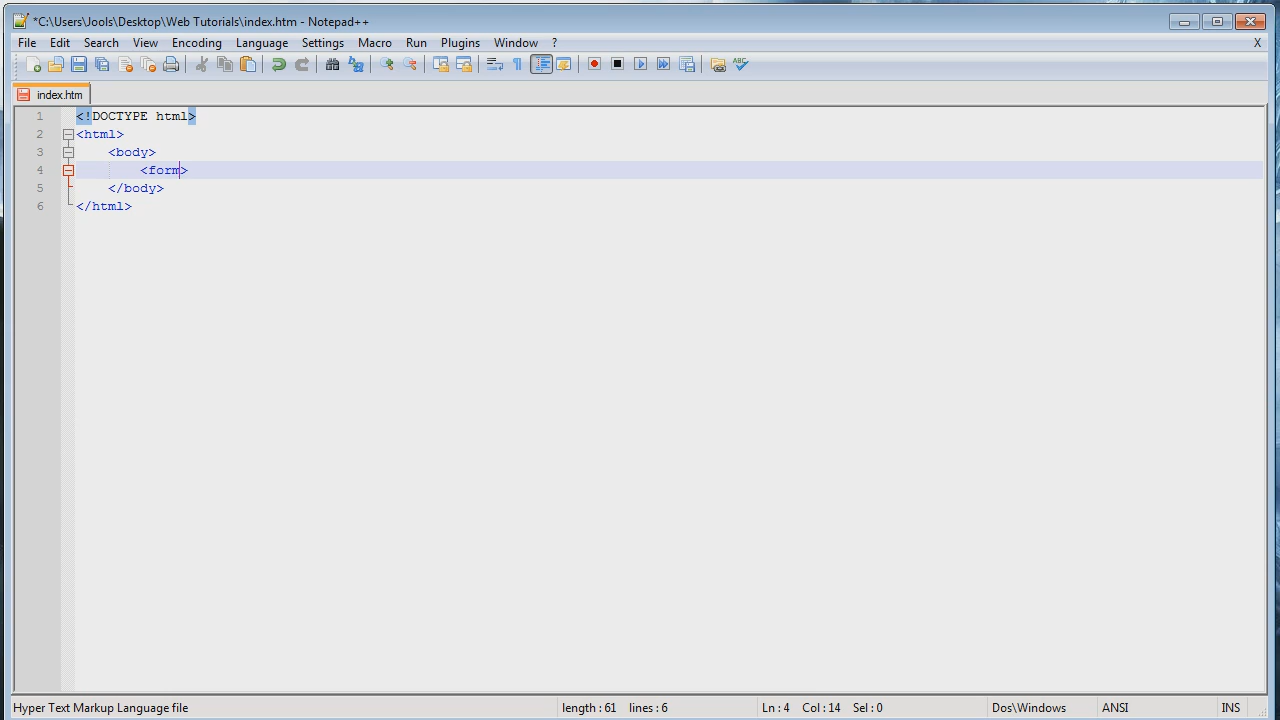 *C:\Users\Jools\Desktop\Web Tutorials\index.htm - Notepad++
File Edit Search View Encoding Language Settings Macro Run Plugins Window ? X
ABC
index.htm
1 <!DOCTYPE html>
2 <html>
3 <body>
4 <form>
5 </body>
6 </html>
Hyper Text Markup Language file length : 61 lines : 6 Ln : 4 Col : 14 Sel : 0 Dos\Windows ANSI INS